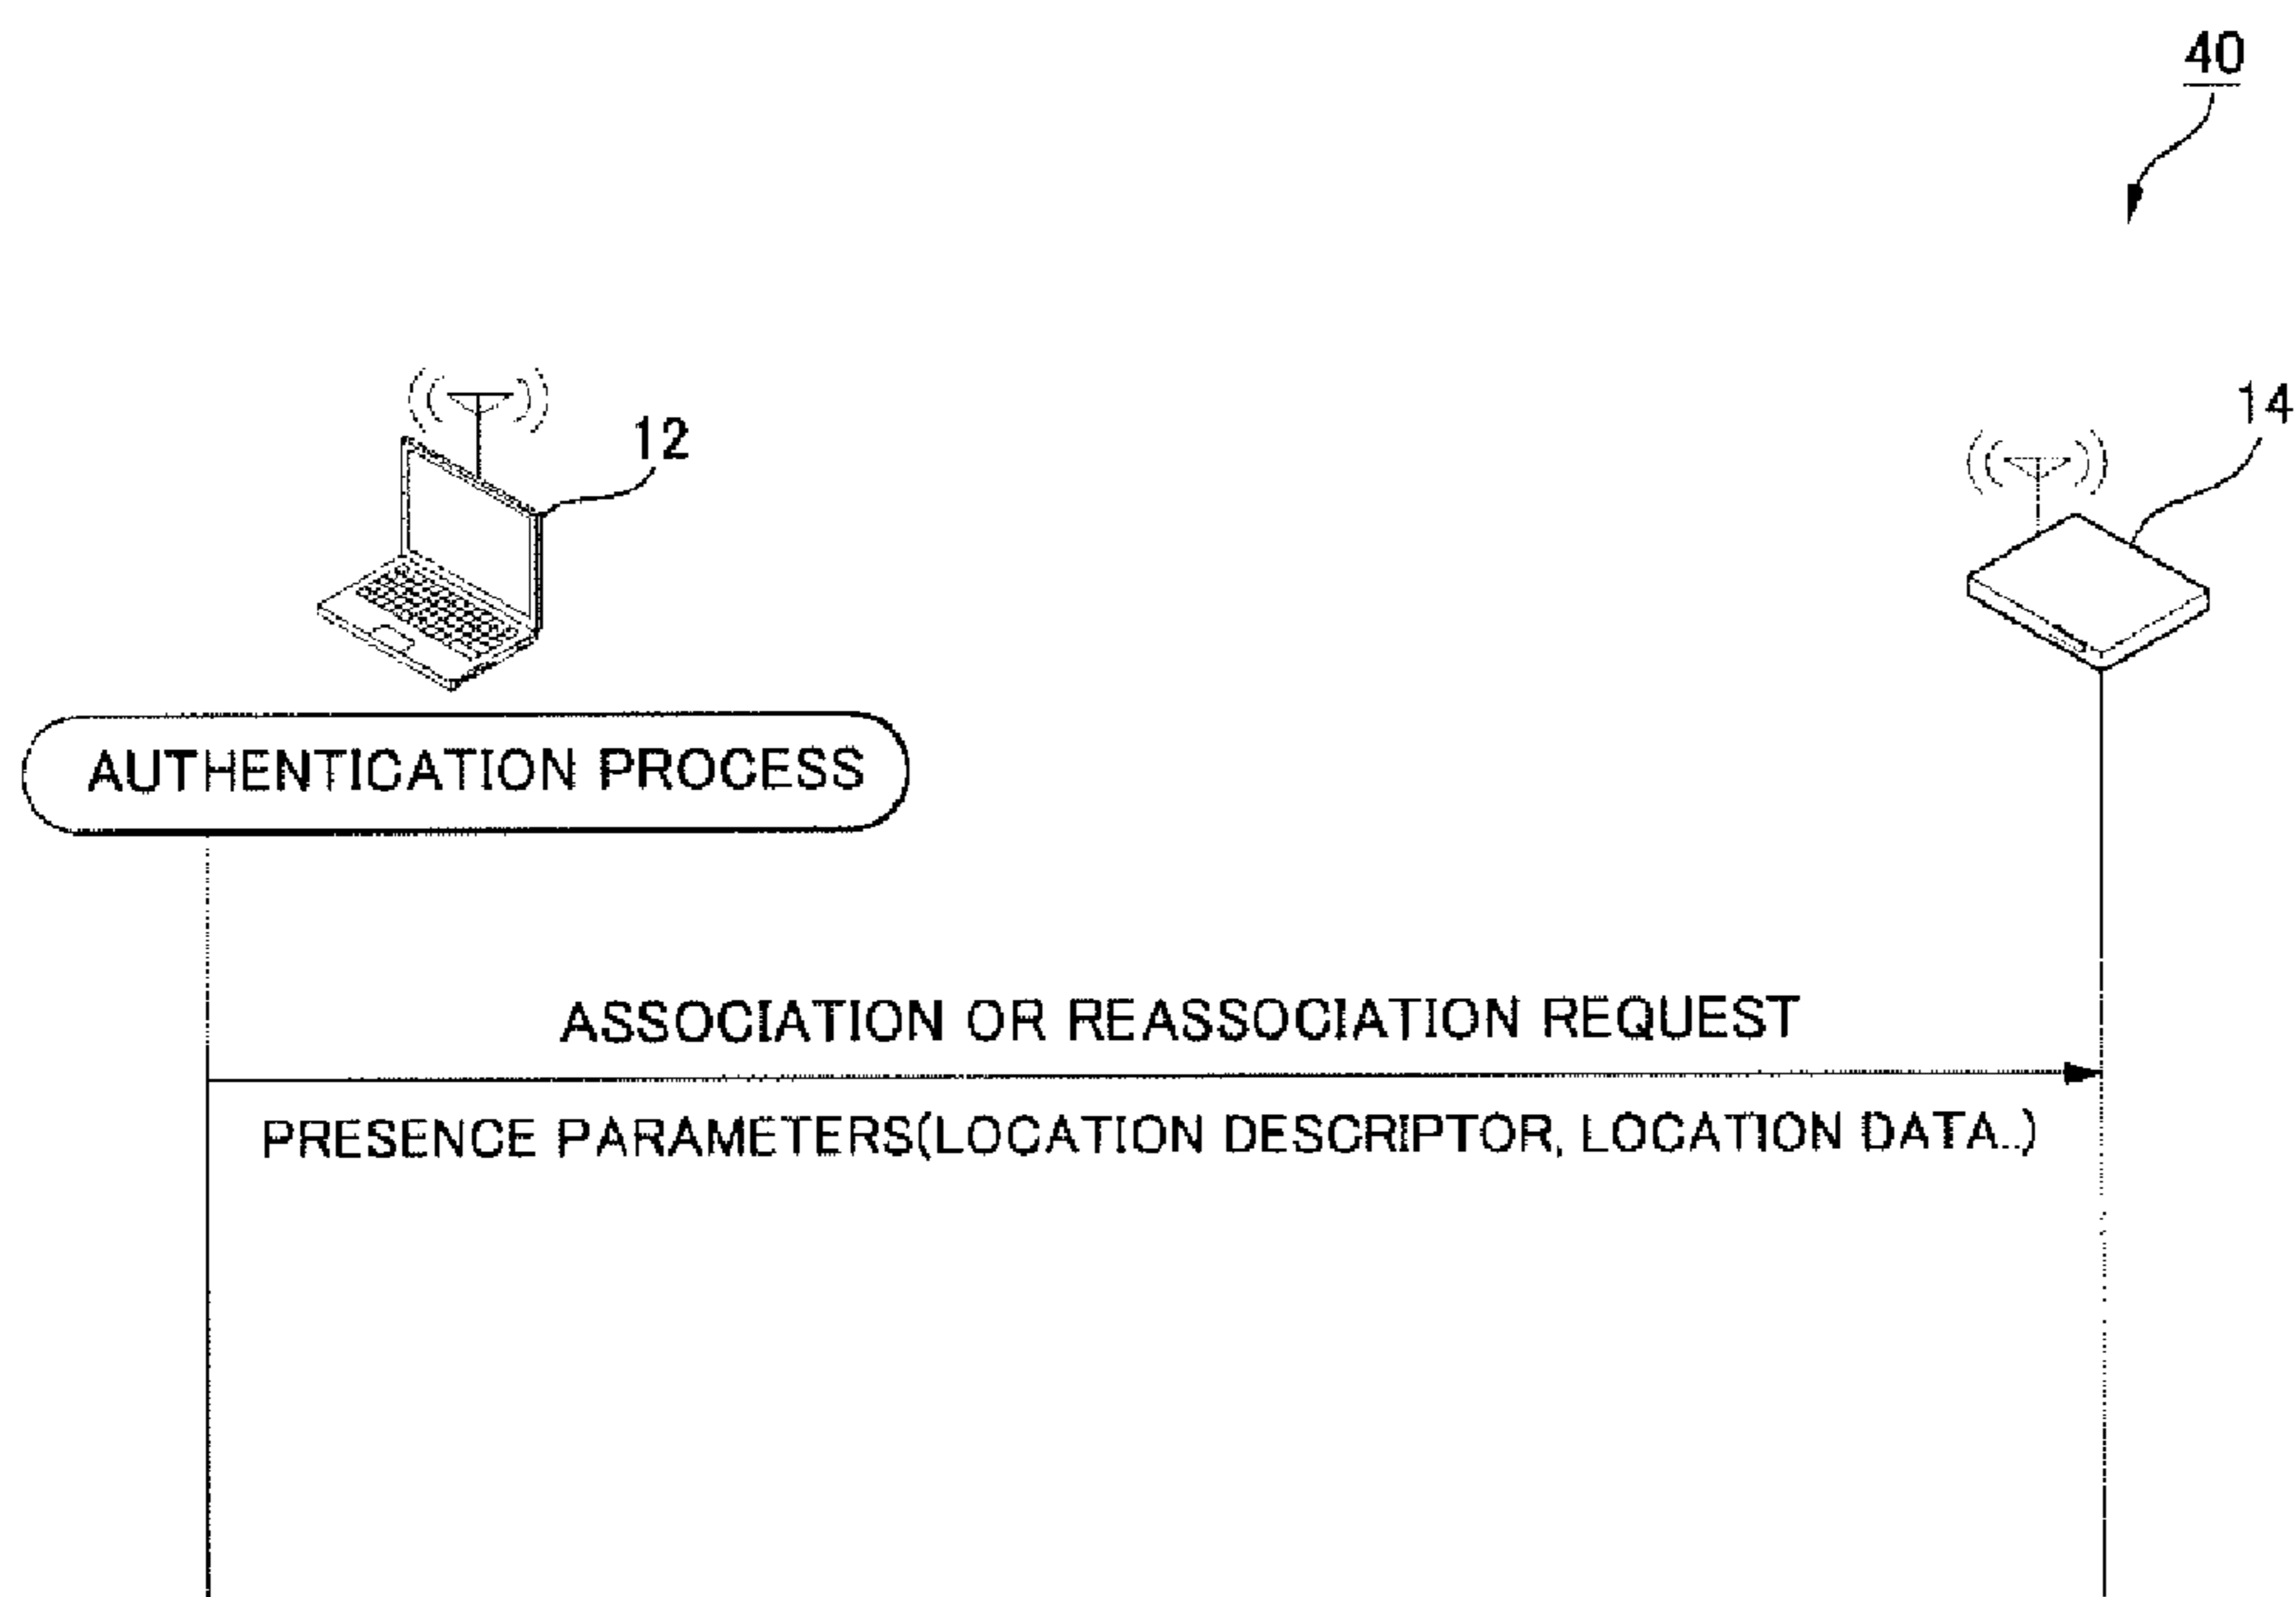 40
12
14
AUTHENTICATION PROCESS
ASSOCIATION OR REASSOCIATION REQUEST
PRESENCE PARAMETERS(LOCATION DESCRIPTOR, LOCATION DATA..)